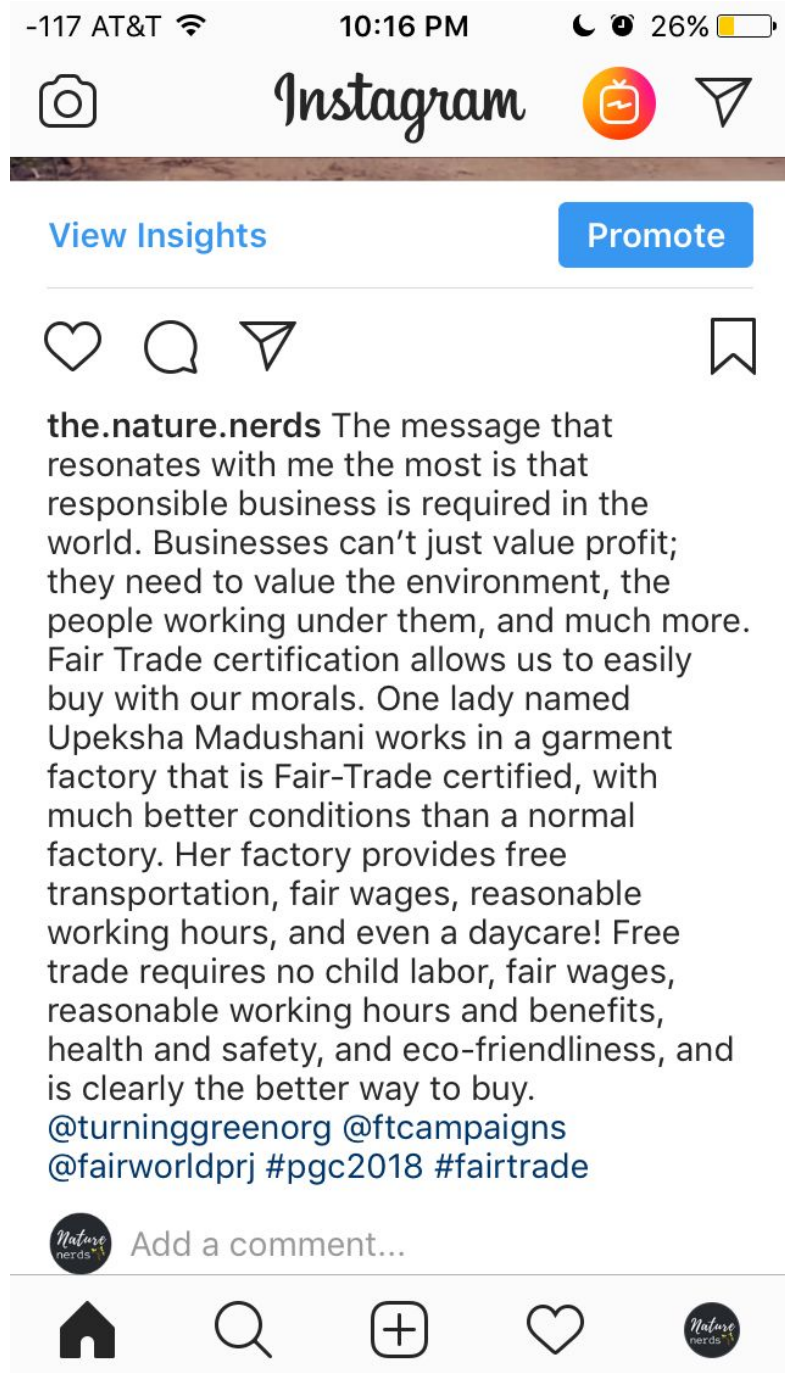 -117 AT&T 10:16 PM 26%
Instagram
View Insights Promote
the.nature.nerds The message that
resonates with me the most is that
responsible business is required in the
world. Businesses can’t just value profit;
they need to value the environment, the
people working under them, and much more.
Fair Trade certification allows us to easily
buy with our morals. One lady named
Upeksha Madushani works in a garment
factory that is Fair-Trade certified, with
much better conditions than a normal
factory. Her factory provides free
transportation, fair wages, reasonable
working hours, and even a daycare! Free
trade requires no child labor, fair wages,
reasonable working hours and benefits,
health and safety, and eco-friendliness, and
is clearly the better way to buy.
@turninggreenorg @ftcampaigns
@fairworldprj #pgc2018 #fairtrade
Nature
nerds
Add a comment...
Nature
nerds